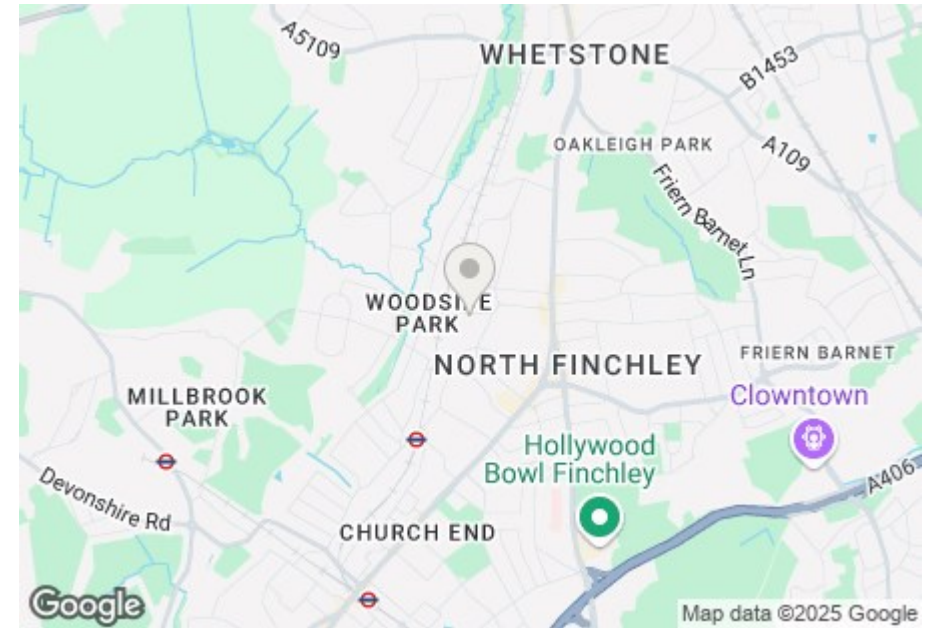 A5109
WHETSTONE
B1453
OAKLEIGH PARK
A109
Friern Barnet Ln
WOODSIDE
PARK
NORTH FINCHLEY
FRIERN BARNET
MILLBROOK
PARK
Clowntown
Hollywood
Bowl Finchley
A406
Devonshire Rd
CHURCH END
Google
Map data ©2025 Google